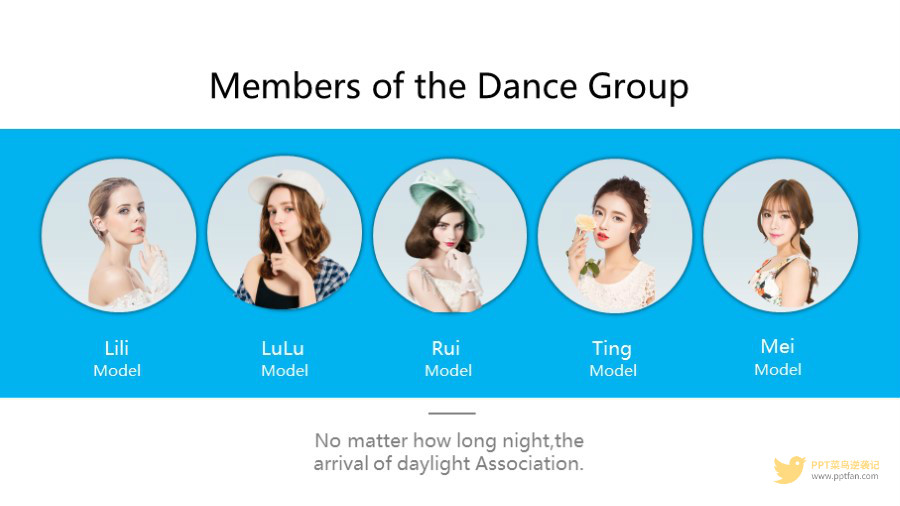 Members of the Dance Group
Lili
Model
LuLu
Model
Rui
Model
Ting
Model
Mei
Model
No matter how long night,the
arrival of daylight Association.
PPT菜鸟逆袭记
www.pptfan.com